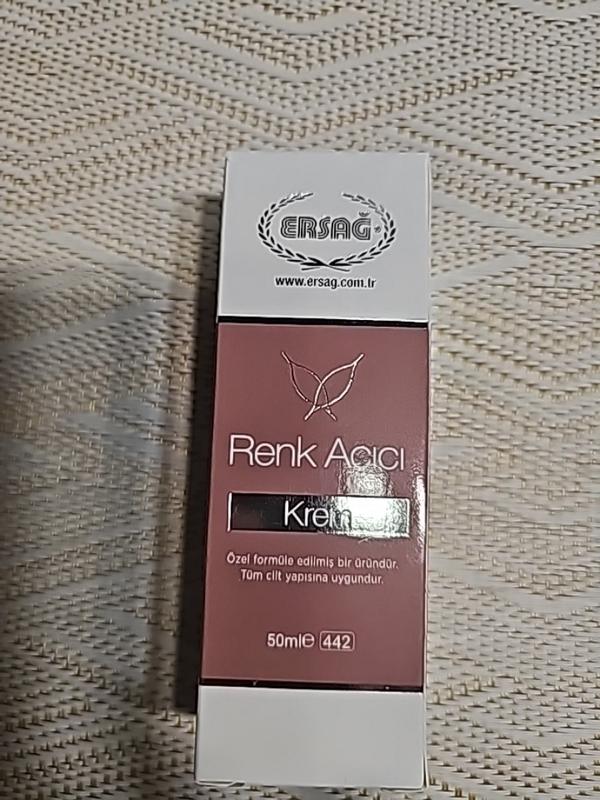 ERSAĞ
www.ersag.com.tr
Renk Açıcı
Krem
Özel formüle edilmiş bir üründür.
Tüm cilt yapısına uygundur.
50ml℮ 442